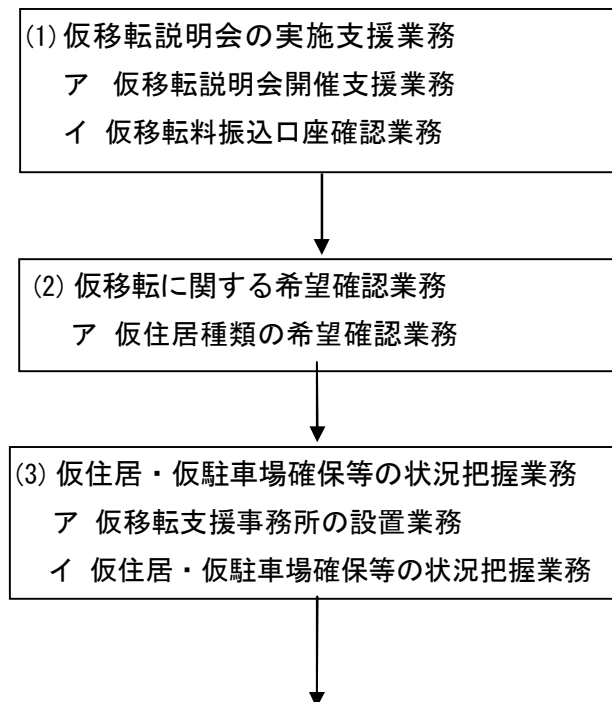 (1) 仮移転説明会の実施支援業務
ア 仮移転説明会開催支援業務
イ 仮移転料振込口座確認業務
(2) 仮移転に関する希望確認業務
ア 仮住居種類の希望確認業務
(3) 仮住居・仮駐車場確保等の状況把握業務
ア 仮移転支援事務所の設置業務
イ 仮住居・仮駐車場確保等の状況把握業務